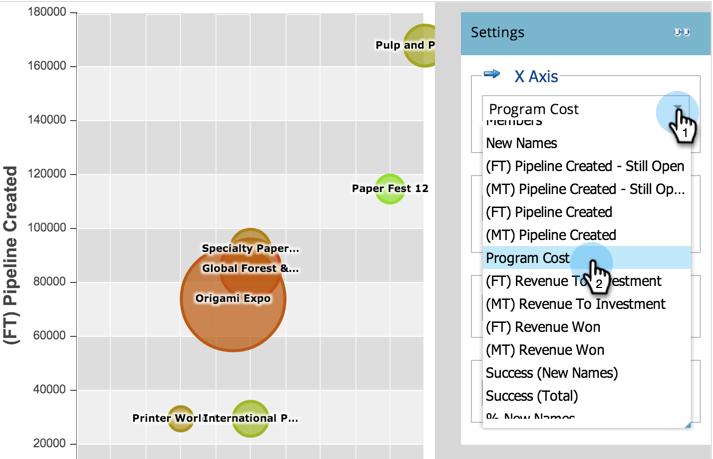 180000
160000
140000
120000
100000
80000
60000
40000
20000
(FT) Pipeline Created
Pulp and P
Paper Fest 12
Specialty Paper...
Global Forest &...
Origami Expo
Printer Worl
International P...
Settings
X Axis
Program Cost
1
Members
New Names
(FT) Pipeline Created - Still Open
(MT) Pipeline Created - Still Op...
(FT) Pipeline Created
(MT) Pipeline Created
Program Cost
2
(FT) Revenue To Investment
(MT) Revenue To Investment
(FT) Revenue Won
(MT) Revenue Won
Success (New Names)
Success (Total)
% New Names